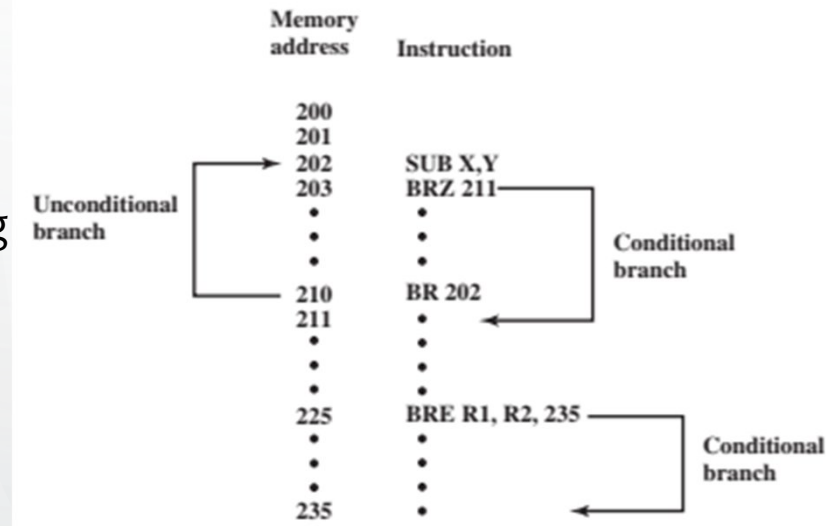 Memory
address Instruction
200
201
202 SUB X,Y
203 BRZ 211
Unconditional
branch
Conditional
branch
210 BR 202
211
225 BRE R1, R2, 235
Conditional
branch
235